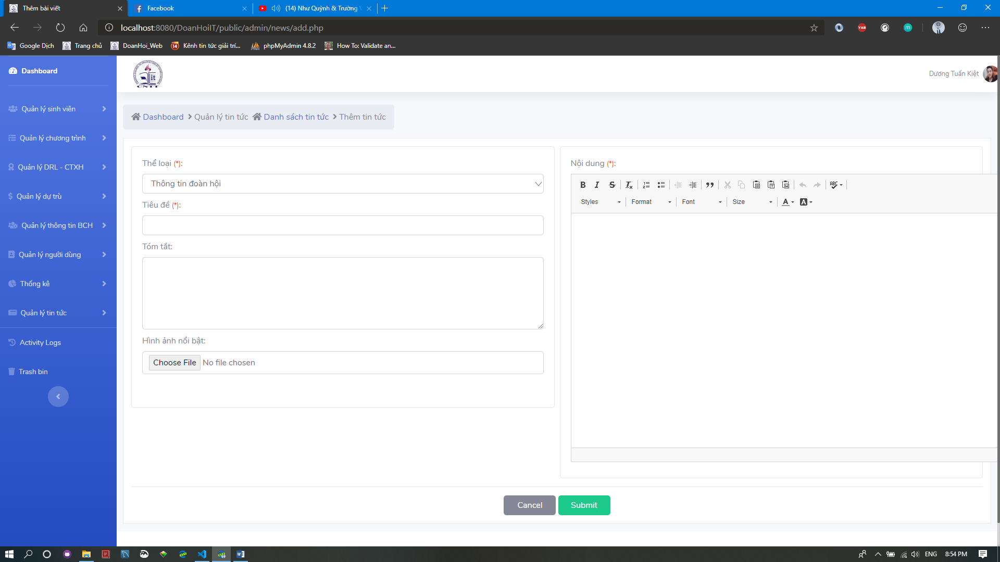 Thêm bài viết
Facebook
(14) Như Quỳnh & Trường
localhost:8080/DoanHoiIT/public/admin/news/add.php
Google Dịch
Trang chủ
DoanHoi_Web
Kênh tin tức giải trí...
phpMyAdmin 4.8.2
How To: Validate an...
Dashboard
Dương Tuấn Kiệt
Quản lý sinh viên
Quản lý chương trình
Quản lý DRL - CTXH
Quản lý dự trù
Quản lý thông tin BCH
Quản lý người dùng
Thống kê
Quản lý tin tức
Activity Logs
Trash bin
Dashboard > Quản lý tin tức Danh sách tin tức > Thêm tin tức
Thể loại (*):
Thông tin đoàn hội
Tiêu đề (*):
Tóm tắt:
Hình ảnh nổi bật:
Choose File No file chosen
Nội dung (*):
Styles Format Font Size
Cancel Submit
ENG 8:54 PM